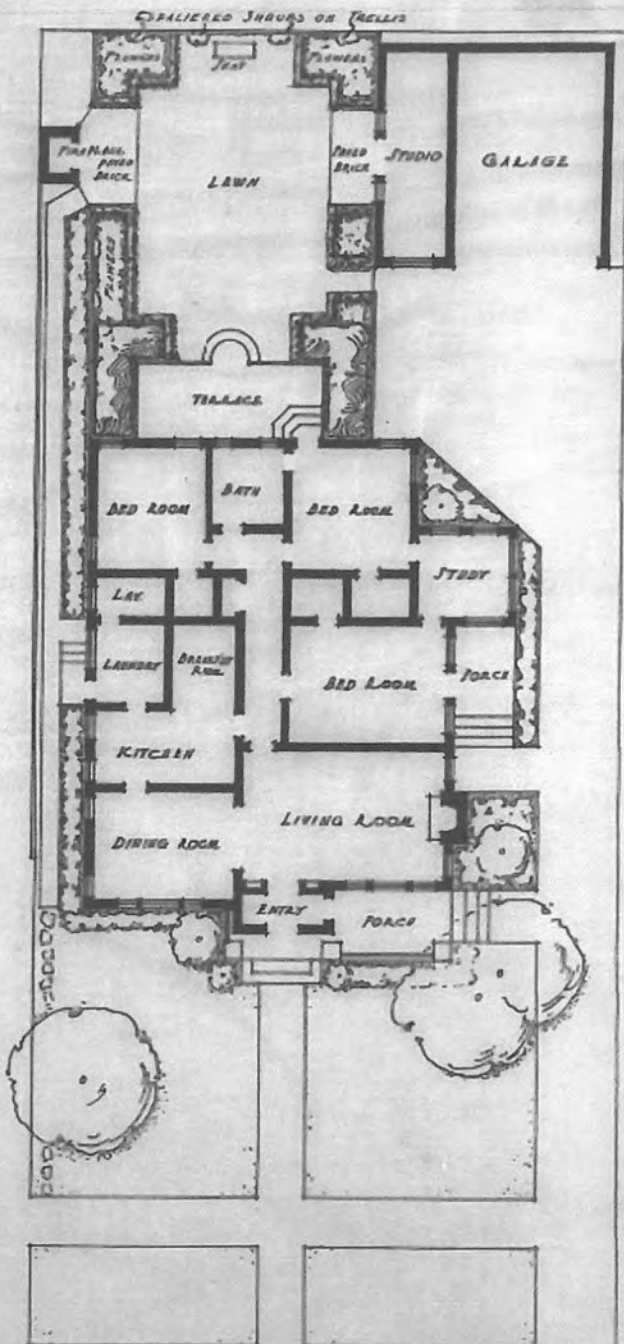 ESPALIERED SHRUBS ON TRELLIS
FLOWERS
SEAT
FLOWERS
FIREPLACE
PAVED
BRICK
LAWN
PAVED
BRICK
STUDIO
GARAGE
FLOWERS
TERRACE
BED ROOM
BATH
BED ROOM
LAV.
STUDY
LAUNDRY
BREAKFAST
ROOM
BED ROOM
PORCH
KITCHEN
LIVING ROOM
DINING ROOM
ENTRY
PORCH